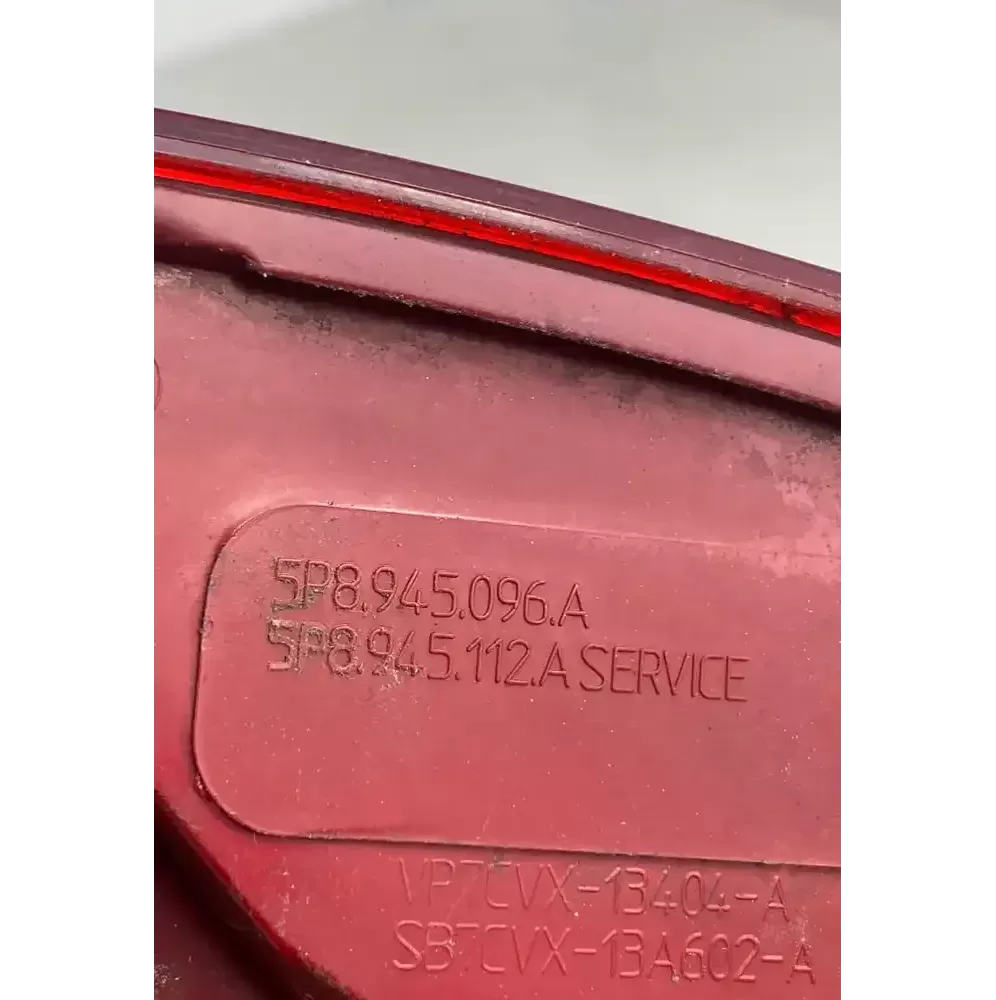 5P8.945.096.A
5P8.945.112.A SERVICE
VP7CVX-13404-A
SB7CVX-13A602-A